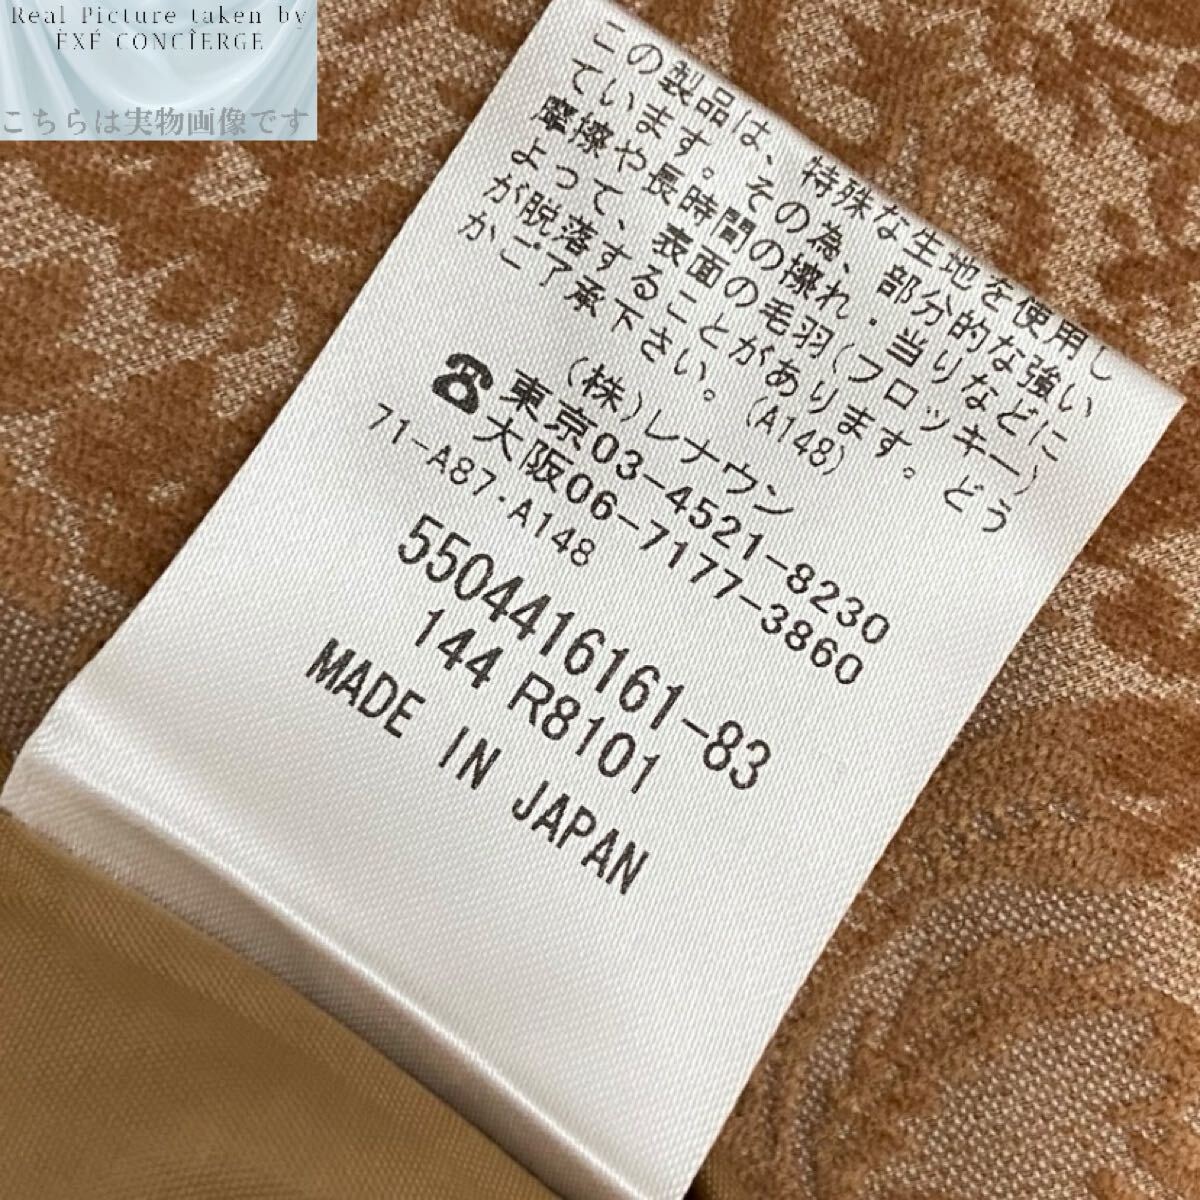 Real Picture taken by
ÈXÉ CONCÎERGE
こちらは実物画像です
この製品は、特殊な生地を使用し
ています。その為、部分的な強い
摩擦や長時間の擦れ・当りなどに
よって、表面の毛羽(フロッキー)
が脱落することがあります。どう
かご了承下さい。(A148)
(株)レナウン
☎東京03-4521-8230
大阪06-7177-3860
71-A87・A148
5504416161-83
144 R8101
MADE IN JAPAN